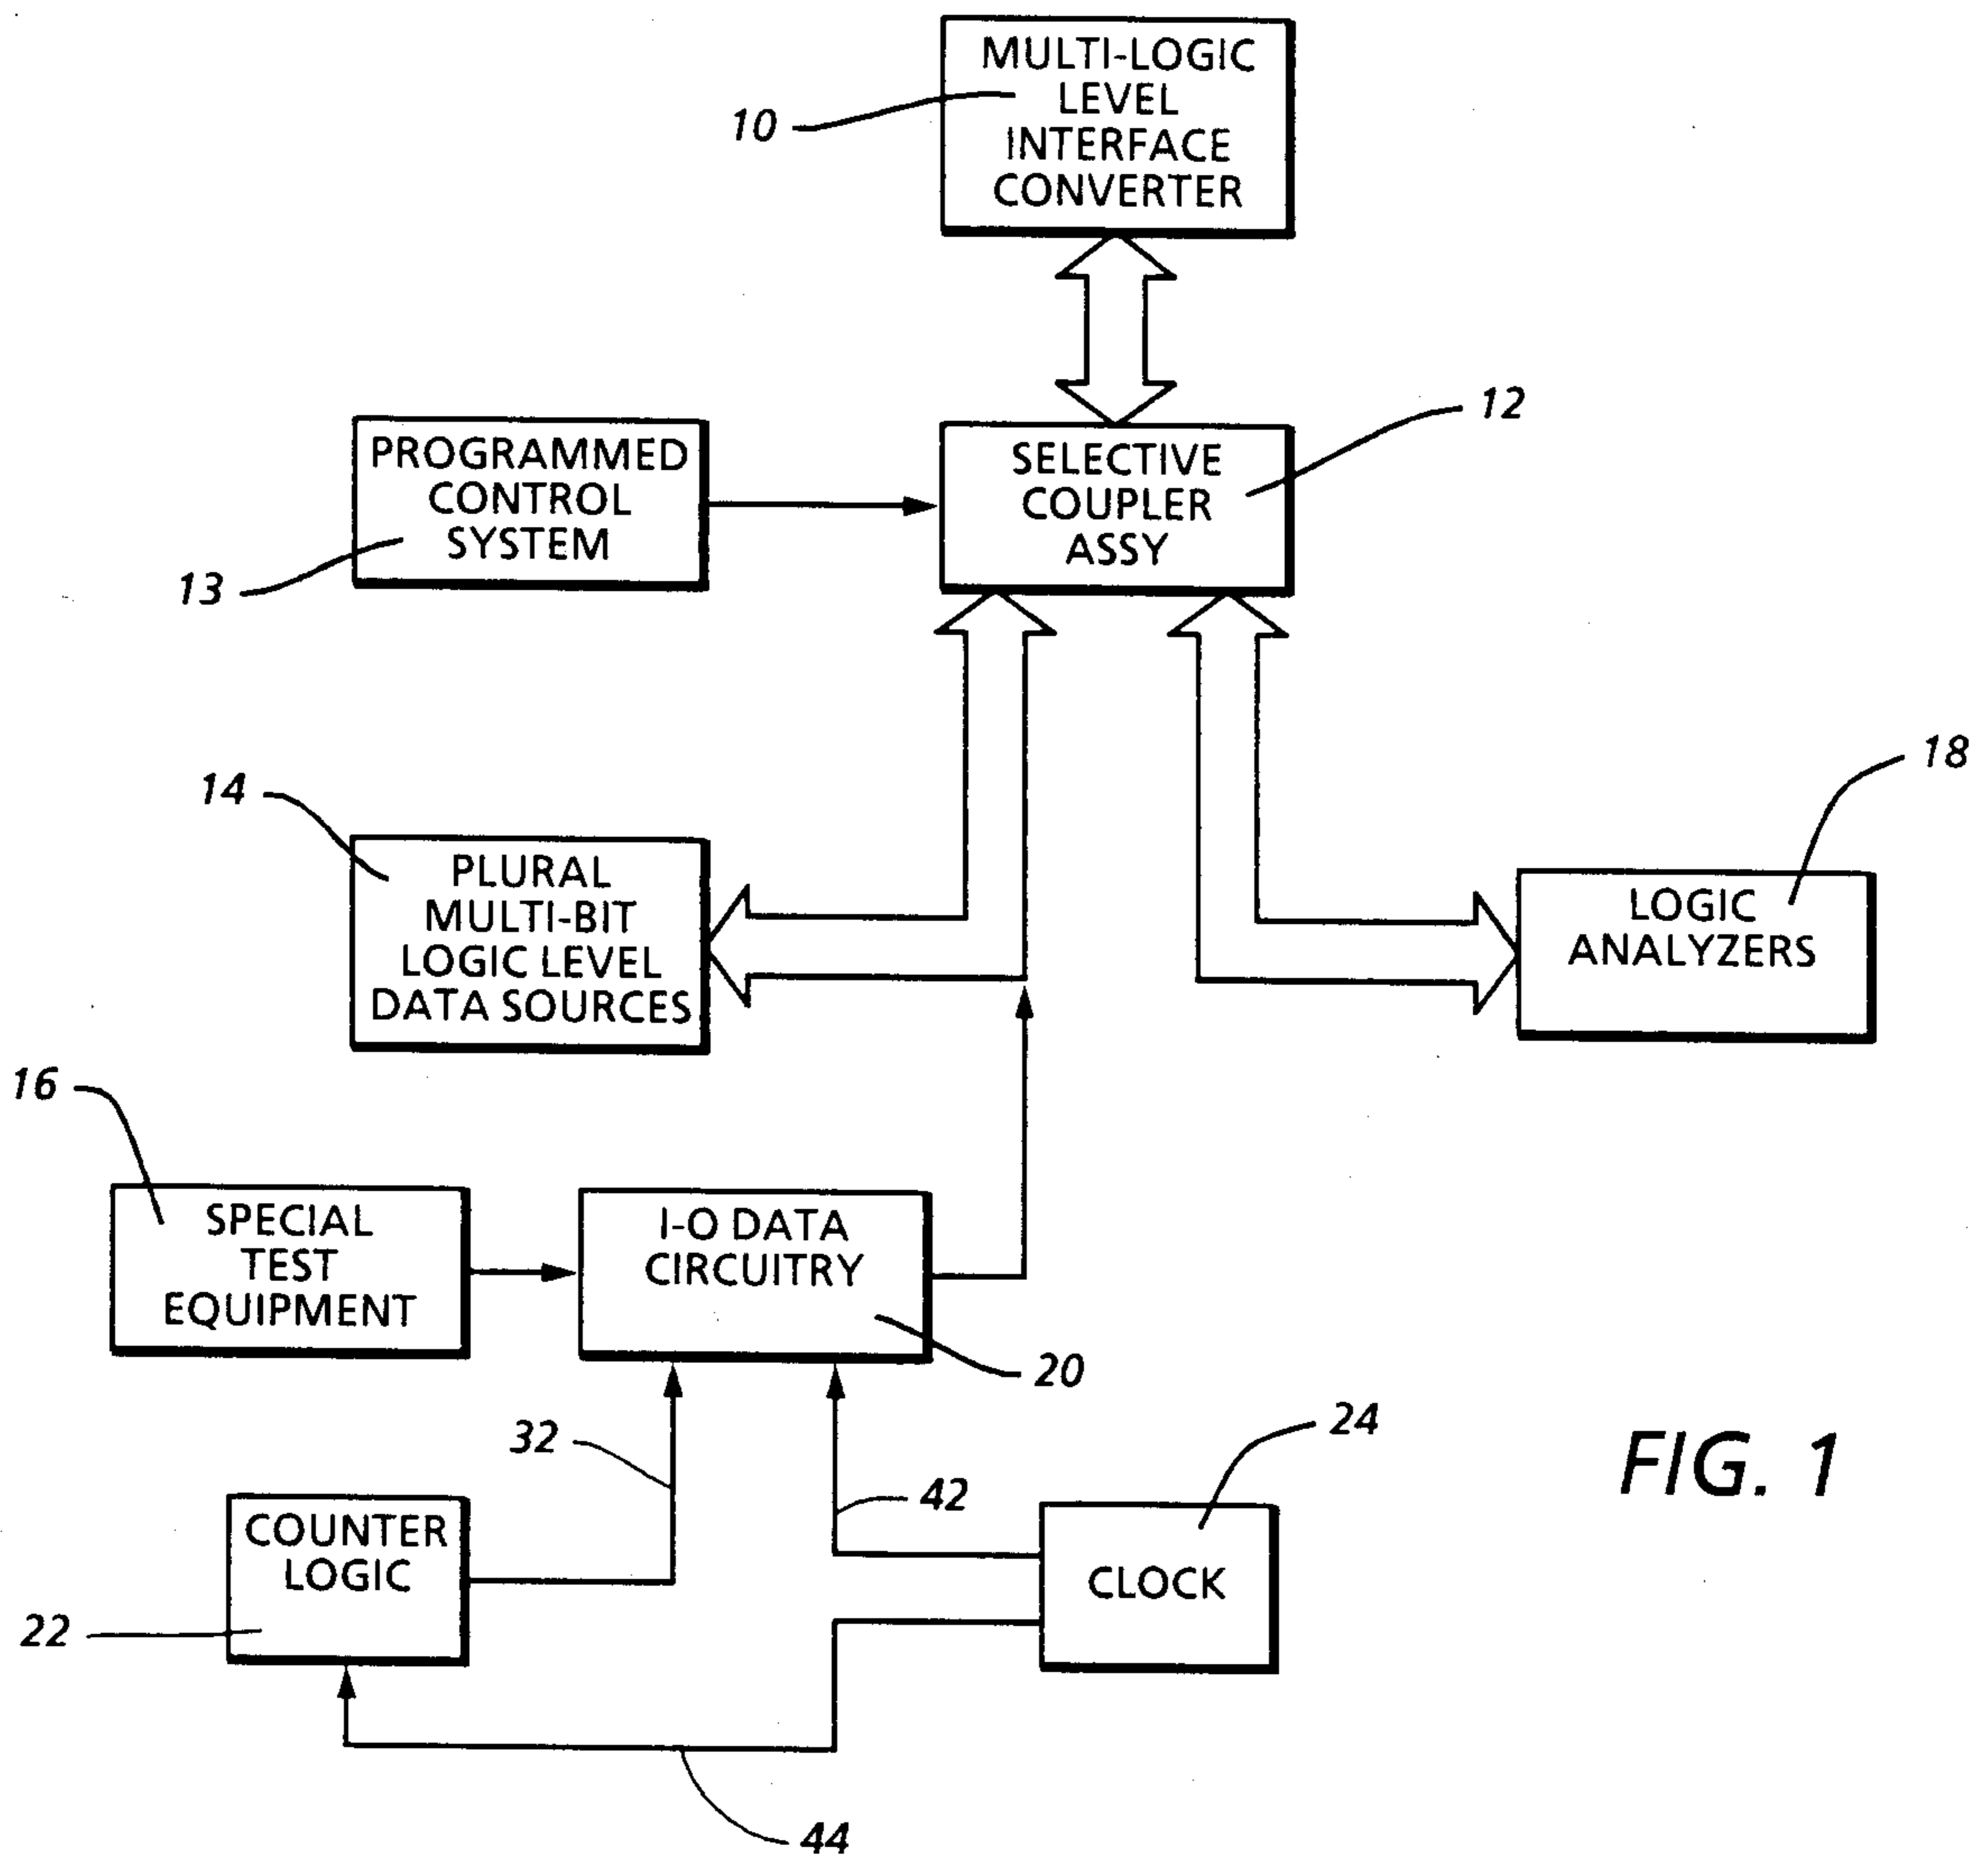 MULTI-LOGIC
LEVEL
INTERFACE
CONVERTER
10
12
PROGRAMMED
CONTROL
SYSTEM
13
SELECTIVE
COUPLER
ASSY
18
14
PLURAL
MULTI-BIT
LOGIC LEVEL
DATA SOURCES
LOGIC
ANALYZERS
16
SPECIAL
TEST
EQUIPMENT
I-O DATA
CIRCUITRY
20
32
24
42
FIG. 1
COUNTER
LOGIC
22
CLOCK
44